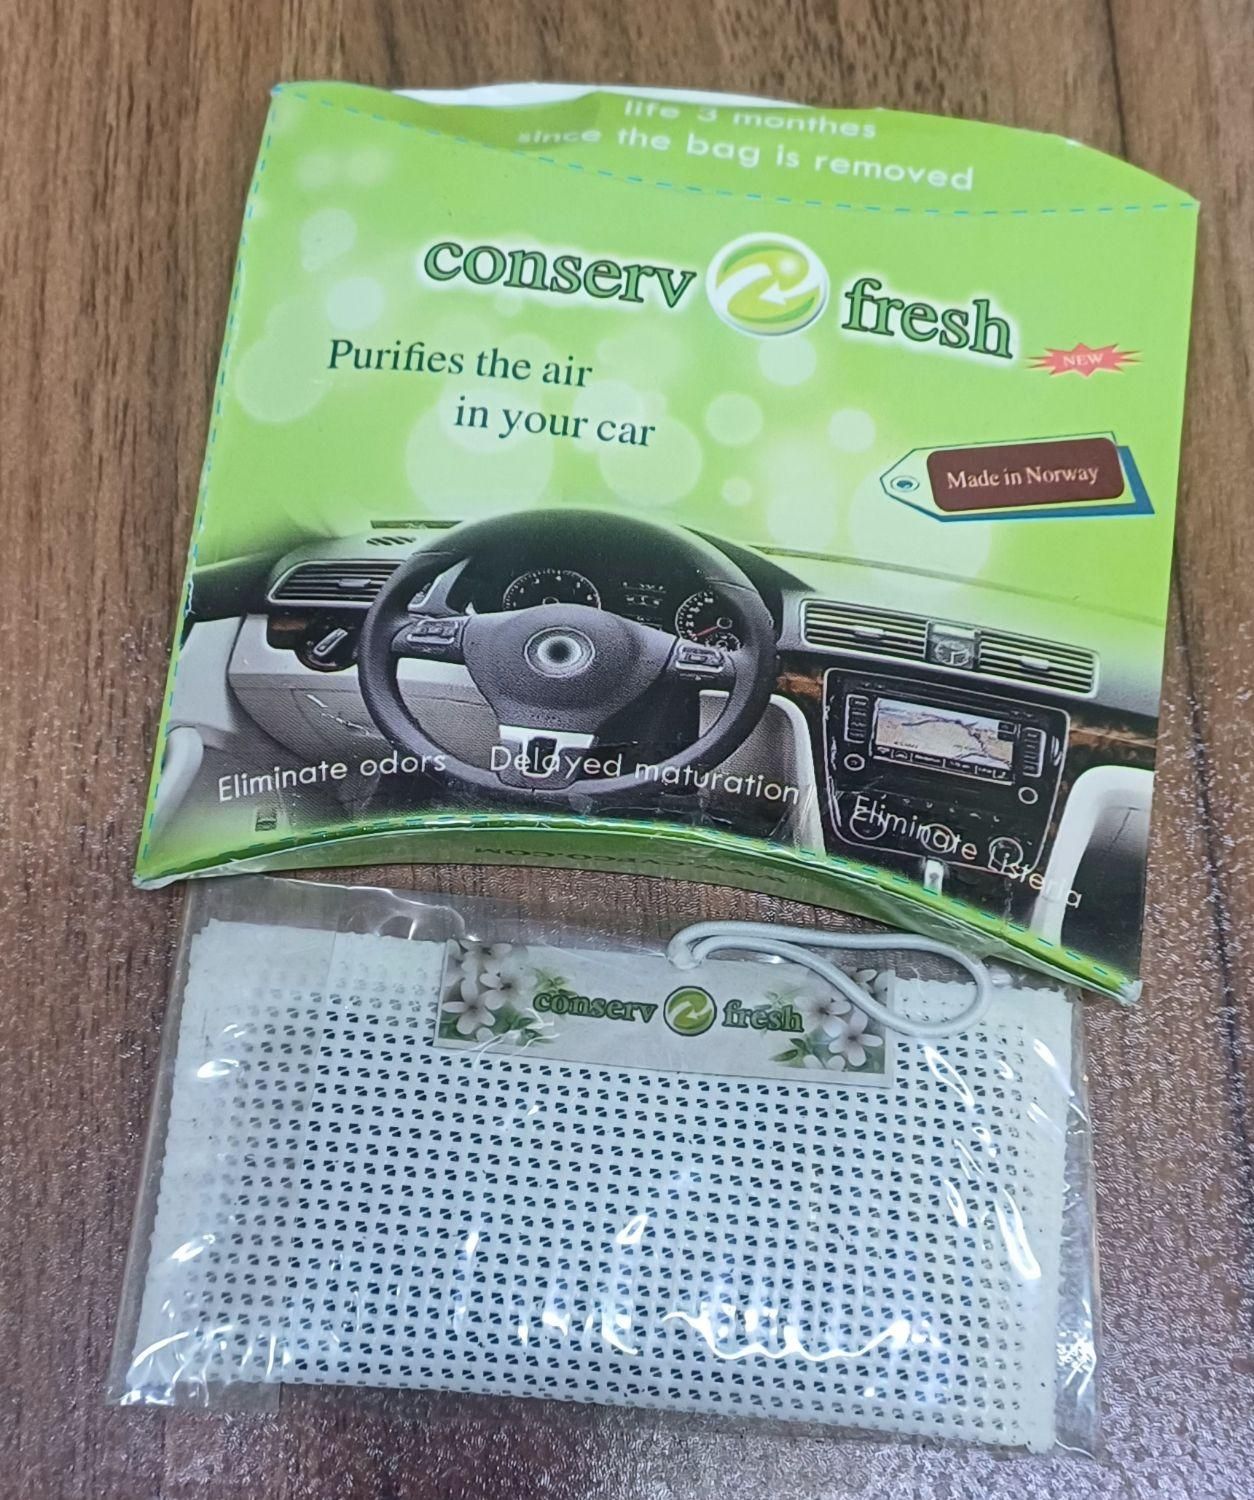 life 3 monthes
since the bag is removed
conserv fresh
NEW
Purifies the air
in your car
Made in Norway
Eliminate odors
Delayed maturation
Eliminate Listeria
conserv fresh